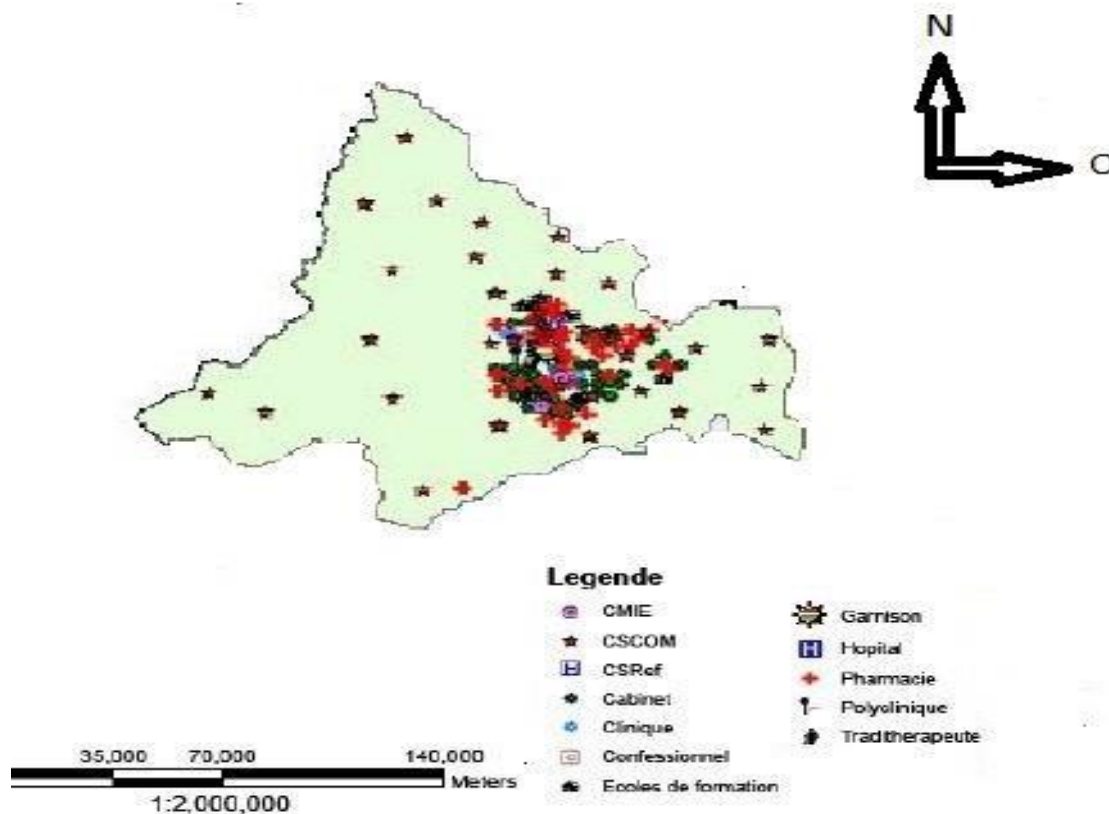 N
O
Legende
CMIE
CSCOM
CSRef
Cabinet
Clinique
Confessionnel
Ecoles de formation
Garnison
Hopital
Pharmacie
Polyclinique
Traditherapeute
35,000 70,000 140,000
Meters
1:2,000,000